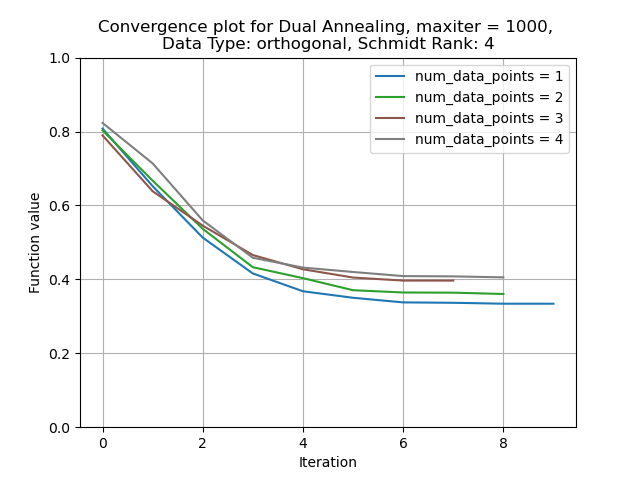 Convergence plot for Dual Annealing, maxiter = 1000,
Data Type: orthogonal, Schmidt Rank: 4
num_data_points = 1
num_data_points = 2
num_data_points = 3
num_data_points = 4
Function value
1.0
0.8
0.6
0.4
0.2
0.0
0 2 4 6 8
Iteration